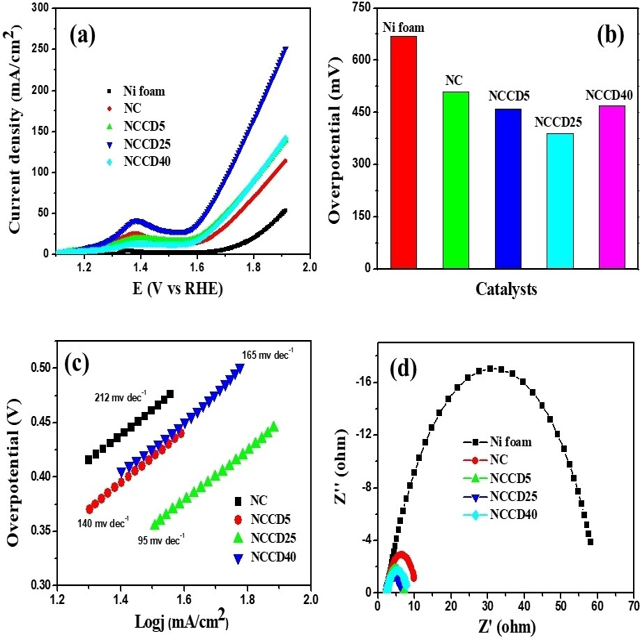 (a)
Current density (mA/cm²)
300
250
200
150
100
50
0
Ni foam
NC
NCCD5
NCCD25
NCCD40
1.2 1.4 1.6 1.8 2.0
E (V vs RHE)
(b)
Overpotential (mV)
750
600
450
300
150
0
Ni foam
NC
NCCD5
NCCD25
NCCD40
Catalysts
(c)
Overpotential (V)
0.50
0.45
0.40
0.35
0.30
212 mv dec⁻¹
165 mv dec⁻¹
140 mv dec⁻¹
95 mv dec⁻¹
NC
NCCD5
NCCD25
NCCD40
1.2 1.4 1.6 1.8 2.0
Logj (mA/cm²)
(d)
Z'' (ohm)
-16
-12
-8
-4
0
Ni foam
NC
NCCD5
NCCD25
NCCD40
0 10 20 30 40 50 60 70
Z' (ohm)